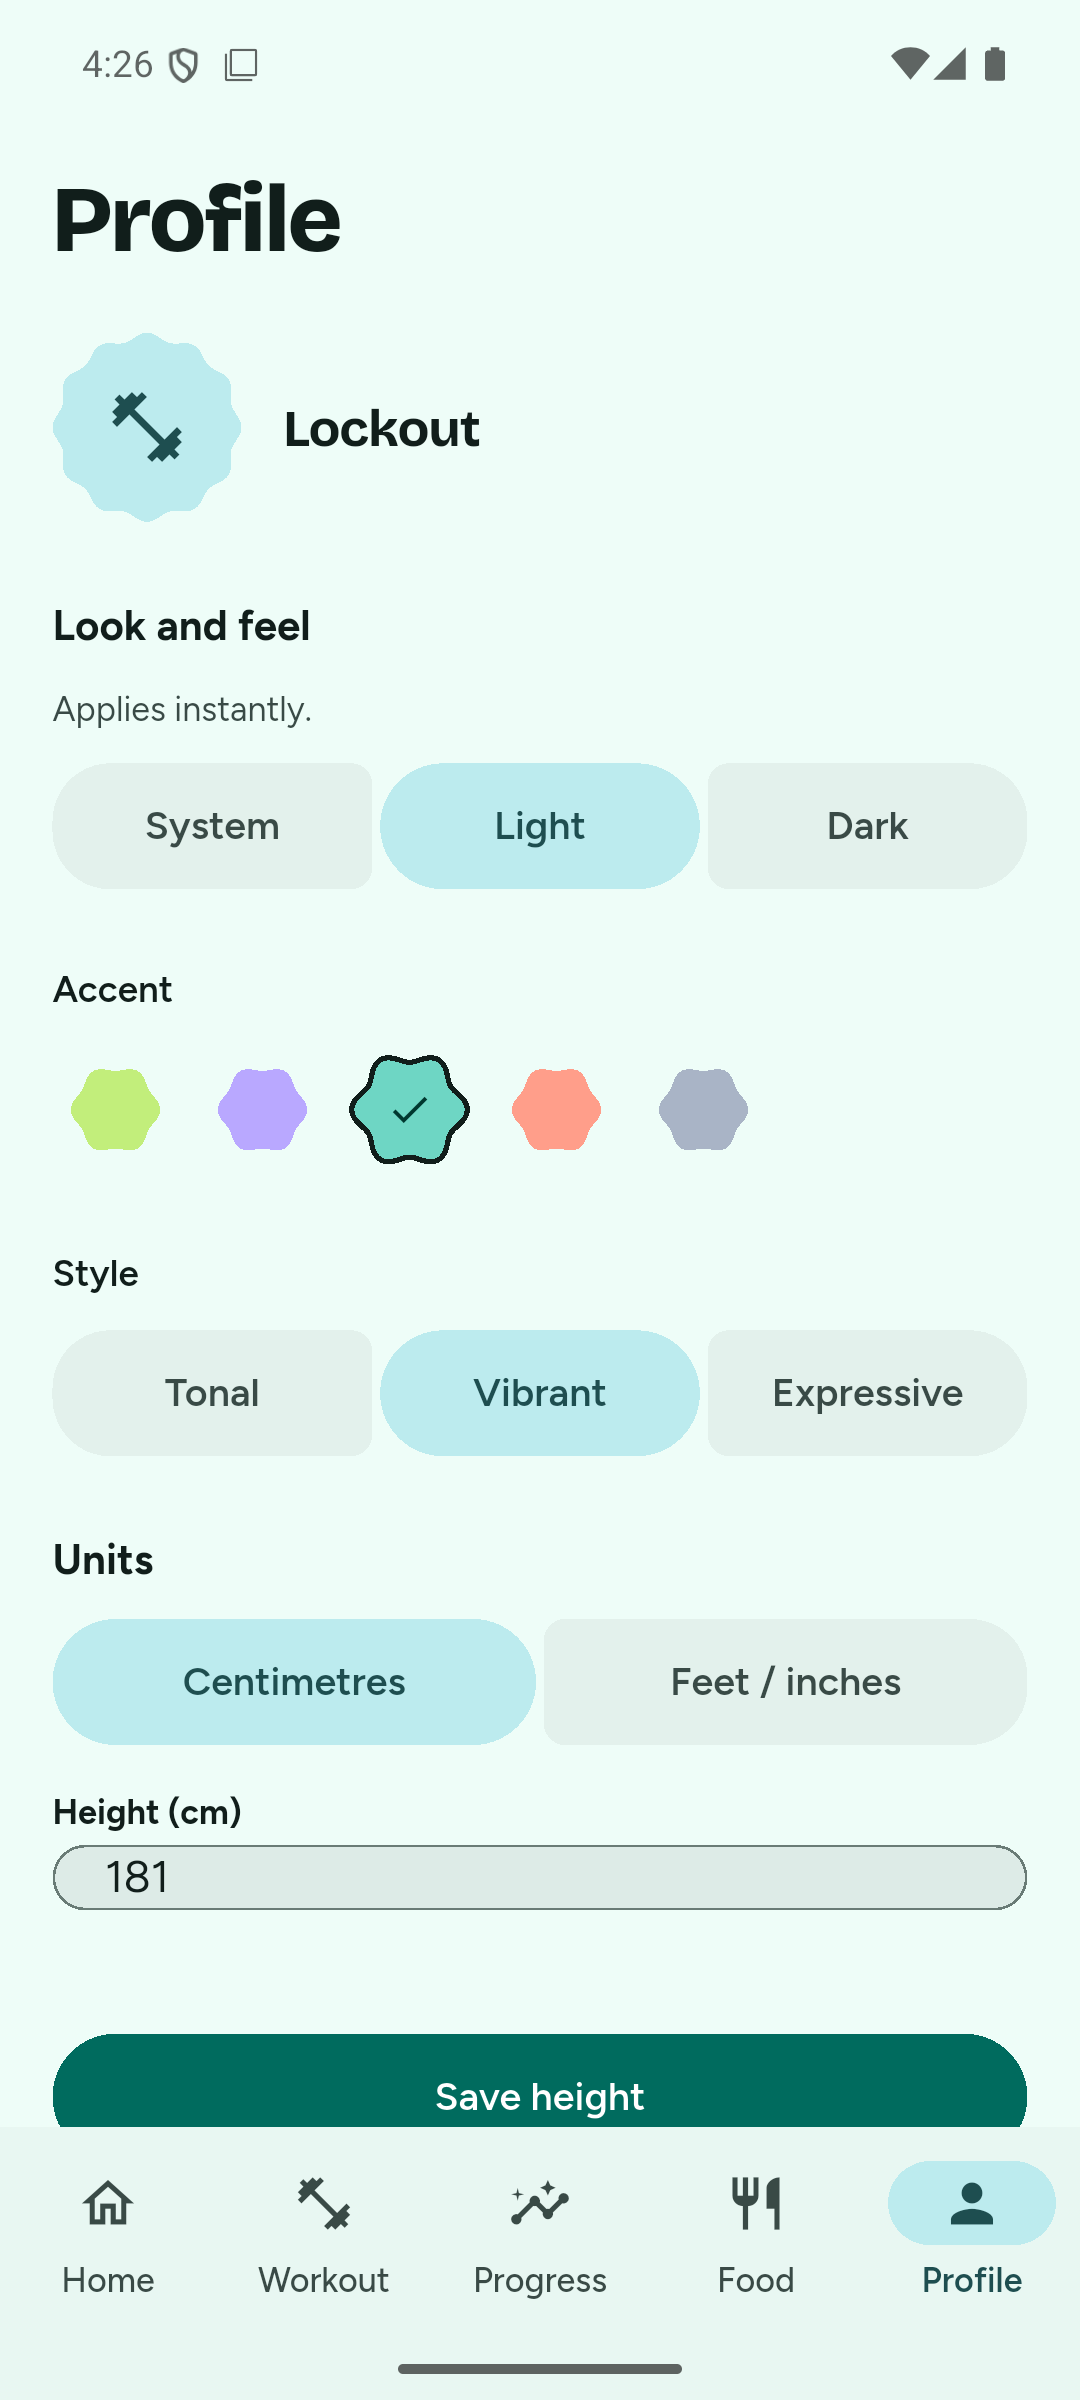 4:26
Profile
Lockout
Look and feel
Applies instantly.
System Light Dark
Accent
Style
Tonal Vibrant Expressive
Units
Centimetres Feet / inches
Height (cm)
181
Save height
Home Workout Progress Food Profile